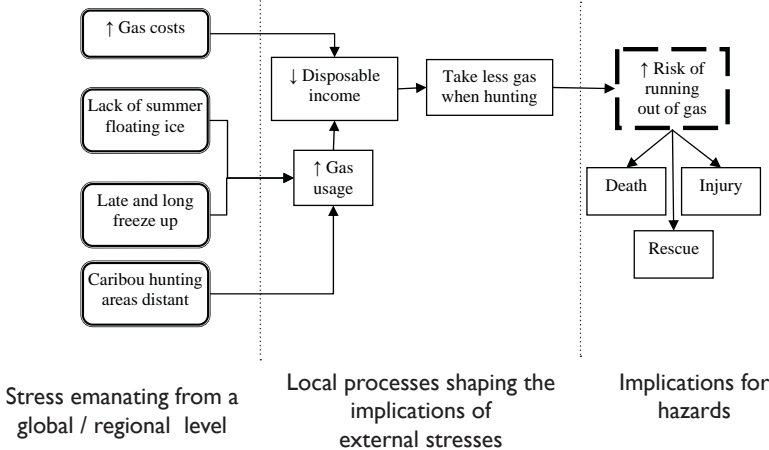 ↑ Gas costs
Lack of summer
floating ice
Late and long
freeze up
Caribou hunting
areas distant
↓ Disposable
income
↑ Gas
usage
Take less gas
when hunting
↑ Risk of
running
out of gas
Death
Injury
Rescue
Stress emanating from a
global / regional level
Local processes shaping the
implications of
external stresses
Implications for
hazards